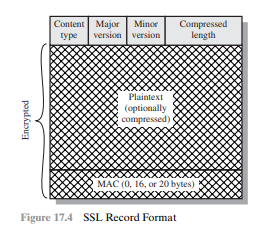 Content
type
Major
version
Minor
version
Compressed
length
Encrypted
Plaintext
(optionally
compressed)
MAC (0, 16, or 20 bytes)
Figure 17.4 SSL Record Format